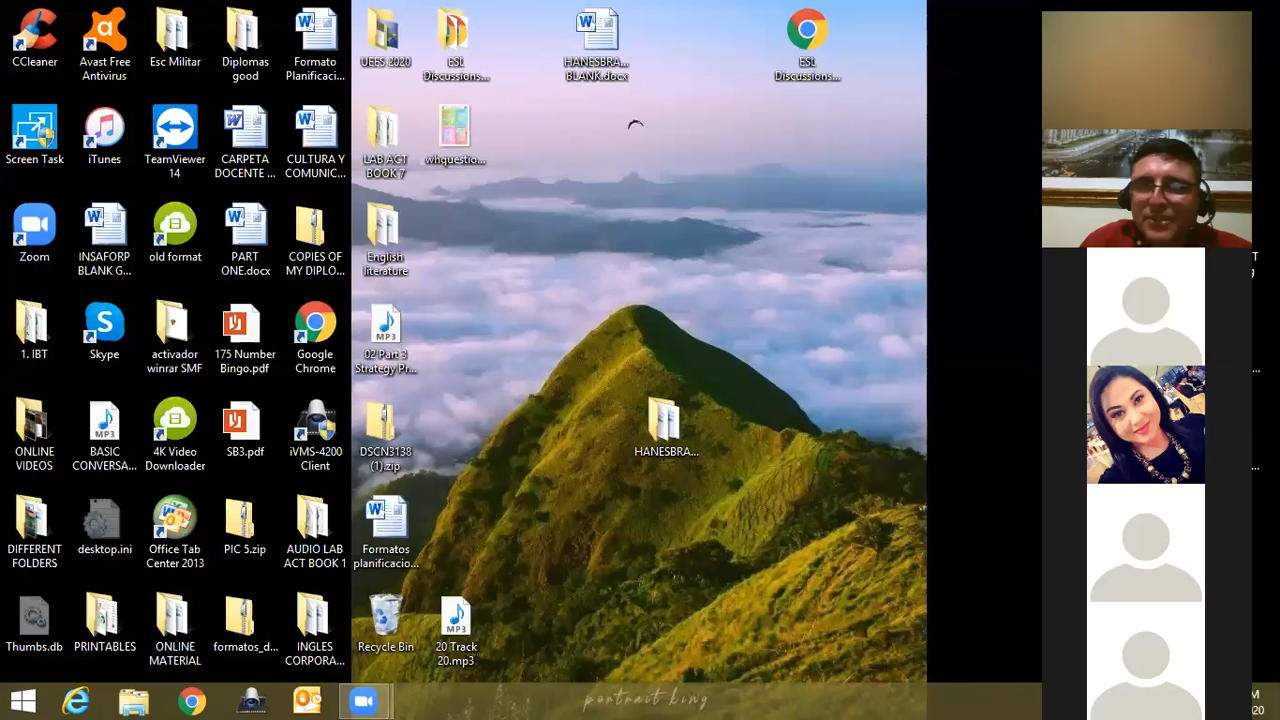 CCleaner
Avast Free
Antivirus
Esc Militar
Diplomas
good
Formato
Planificaci...
UEES 2020
ESL
Discussions...
HANESBRA...
BLANK.docx
ESL
Discussions...
Screen Task
iTunes
TeamViewer
14
CARPETA
DOCENTE ...
CULTURA Y
COMUNIC...
LAB ACT
BOOK 7
whquestio...
Zoom
INSAFORP
BLANK G...
old format
PART
ONE.docx
COPIES OF
MY DIPLO...
English
literature
1. IBT
Skype
activador
winrar SMF
175 Number
Bingo.pdf
Google
Chrome
02 Part 3
Strategy Pr...
ONLINE
VIDEOS
BASIC
CONVERSA...
4K Video
Downloader
SB3.pdf
iVMS-4200
Client
DSCN3138
(1).zip
HANESBRA...
DIFFERENT
FOLDERS
desktop.ini
Office Tab
Center 2013
PIC 5.zip
AUDIO LAB
ACT BOOK 1
Formatos
planificacio...
Thumbs.db
PRINTABLES
ONLINE
MATERIAL
formatos_d...
INGLES
CORPORA...
Recycle Bin
20 Track
20.mp3
portrait king